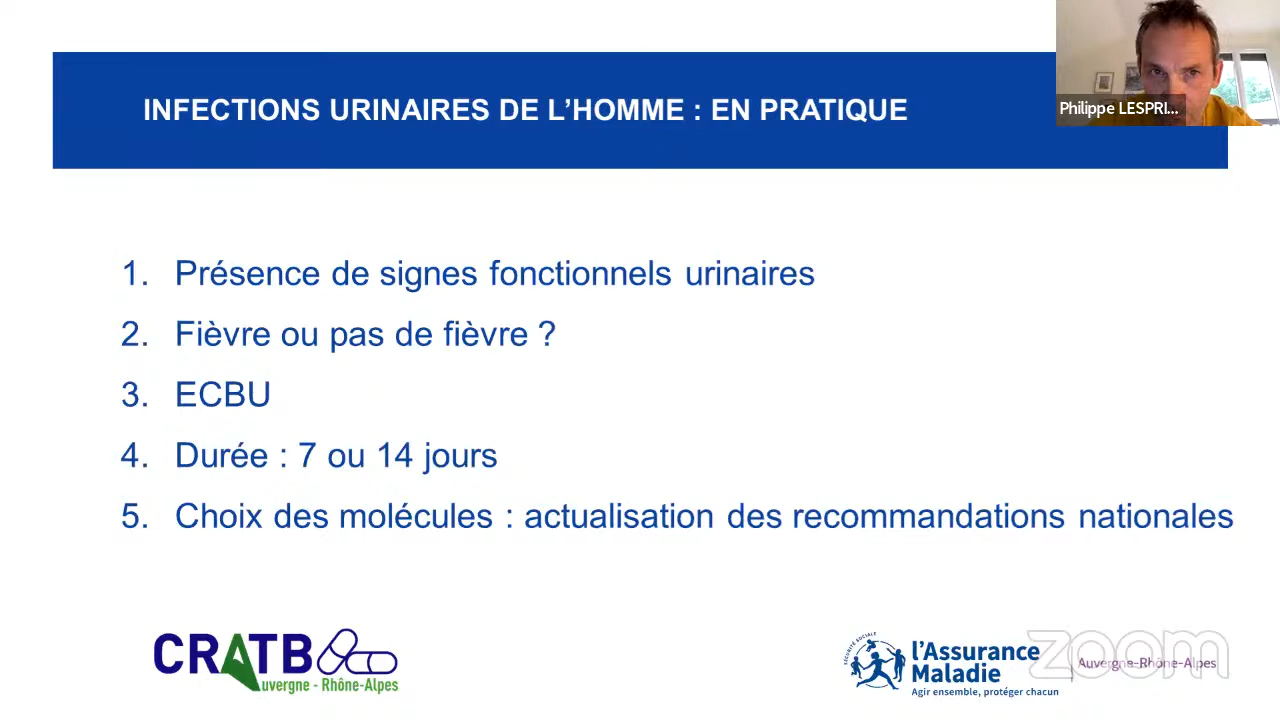 INFECTIONS URINAIRES DE L’HOMME : EN PRATIQUE
Philippe LESPRI...
1. Présence de signes fonctionnels urinaires
2. Fièvre ou pas de fièvre ?
3. ECBU
4. Durée : 7 ou 14 jours
5. Choix des molécules : actualisation des recommandations nationales
CRATB
Auvergne - Rhône-Alpes
SÉCURITÉ SOCIALE
l’Assurance
Maladie
Agir ensemble, protéger chacun
Auvergne-Rhône-Alpes
zoom